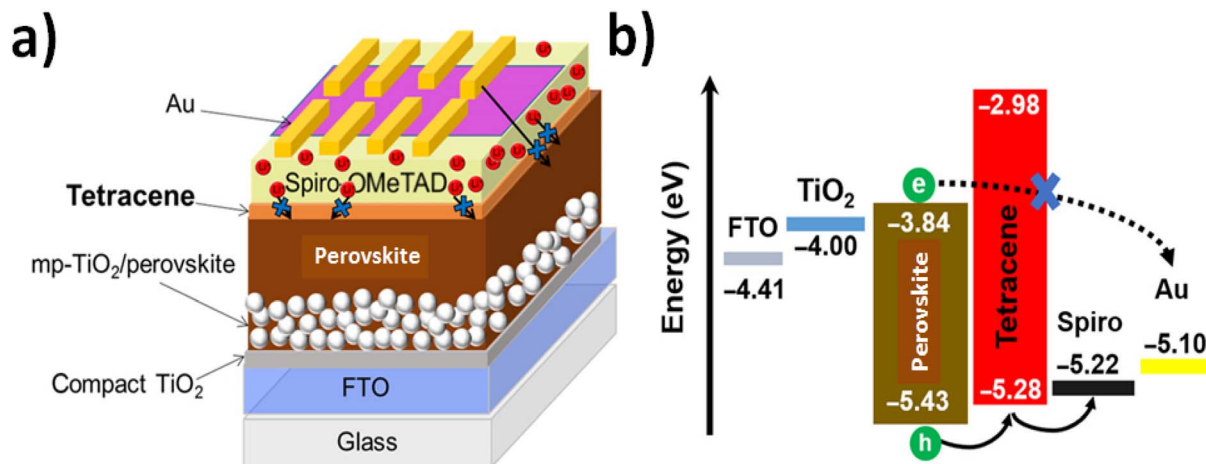 a)
Au
Tetracene
mp-TiO₂/perovskite
Compact TiO₂
Li⁺
Spiro-OMeTAD
Perovskite
FTO
Glass
b)
Energy (eV)
FTO
−4.41
TiO₂
−4.00
e
−3.84
Perovskite
−5.43
h
−2.98
Tetracene
−5.28
Spiro
−5.22
Au
−5.10